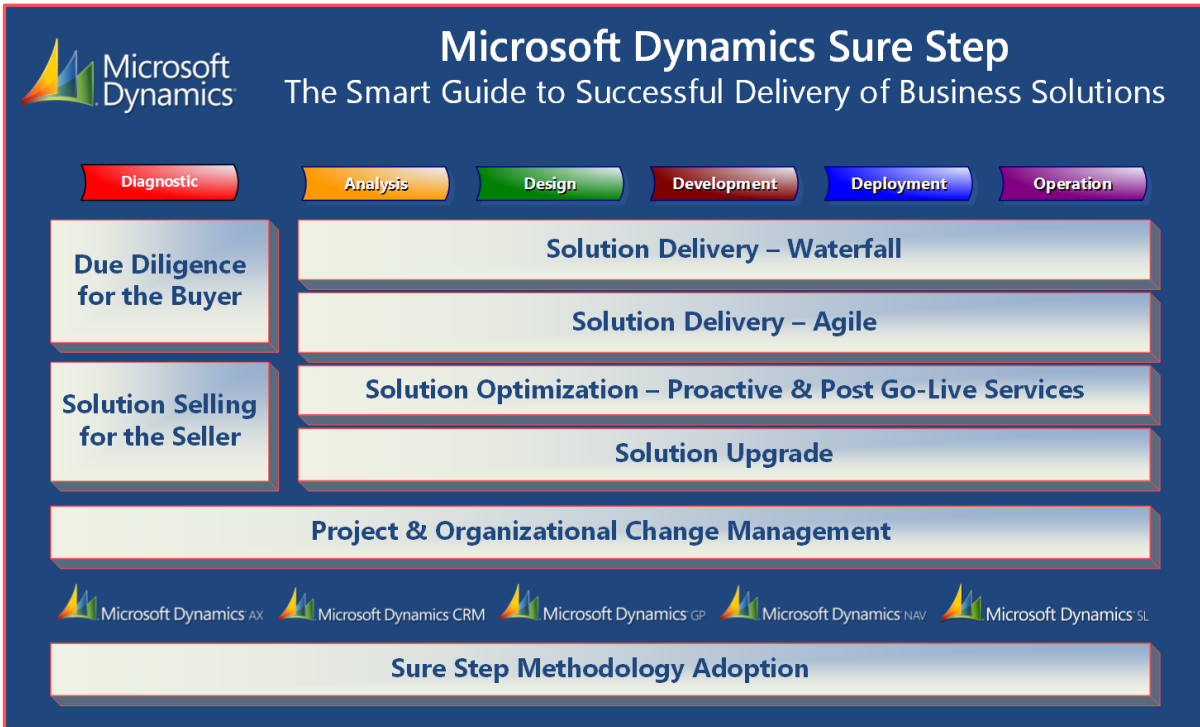 Microsoft Dynamics Sure Step
Microsoft
Dynamics
The Smart Guide to Successful Delivery of Business Solutions
Diagnostic
Analysis
Design
Development
Deployment
Operation
Due Diligence
for the Buyer
Solution Selling
for the Seller
Solution Delivery – Waterfall
Solution Delivery – Agile
Solution Optimization – Proactive & Post Go-Live Services
Solution Upgrade
Project & Organizational Change Management
Microsoft Dynamics AX
Microsoft Dynamics CRM
Microsoft Dynamics GP
Microsoft Dynamics NAV
Microsoft Dynamics SL
Sure Step Methodology Adoption